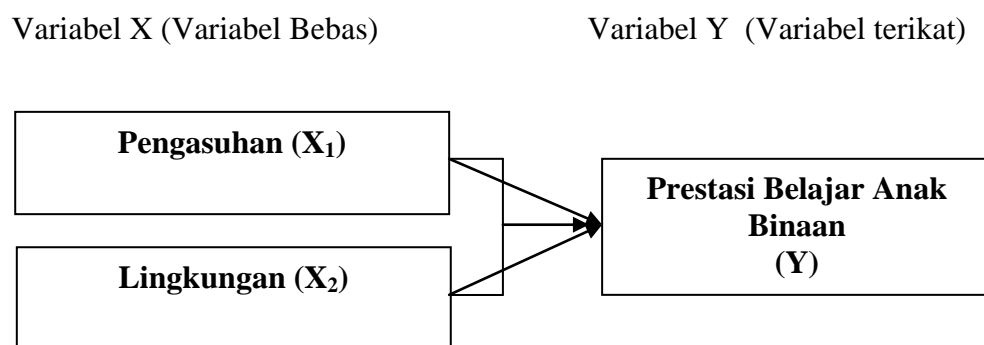 Variabel X (Variabel Bebas) Variabel Y (Variabel terikat)
Pengasuhan (X₁)
Lingkungan (X₂)
Prestasi Belajar Anak
Binaan
(Y)